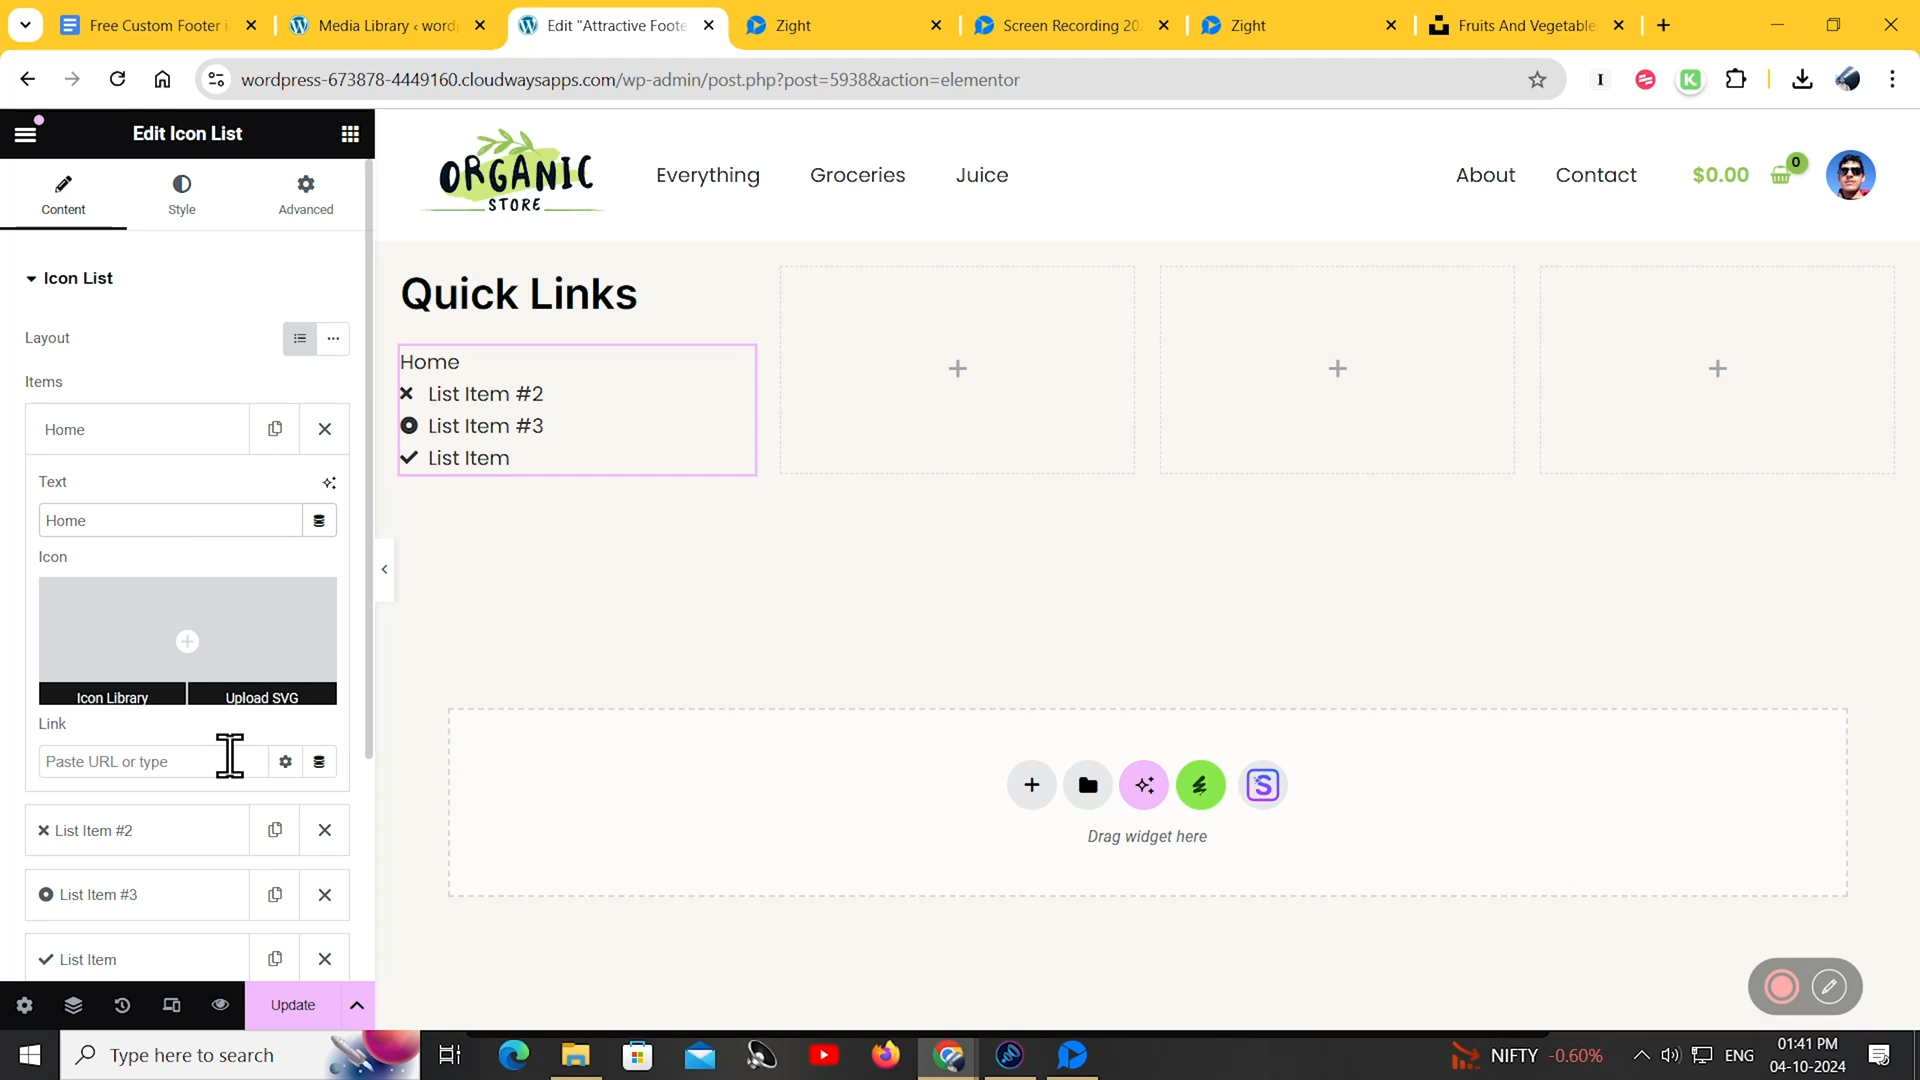 Free Custom Footer i
Media Library ‹ word
Edit "Attractive Foote
Zight
Screen Recording 20
Zight
Fruits And Vegetable
wordpress-673878-4449160.cloudwaysapps.com/wp-admin/post.php?post=5938&action=elementor
Edit Icon List
Content
Style
Advanced
Icon List
Layout
Items
Home
Text
Home
Icon
Icon Library
Upload SVG
Link
Paste URL or type
List Item #2
List Item #3
List Item
Update
ORGANIC
STORE
Everything
Groceries
Juice
About
Contact
$0.00
0
Quick Links
Home
List Item #2
List Item #3
List Item
Drag widget here
Type here to search
NIFTY -0.60%
ENG
01:41 PM
04-10-2024